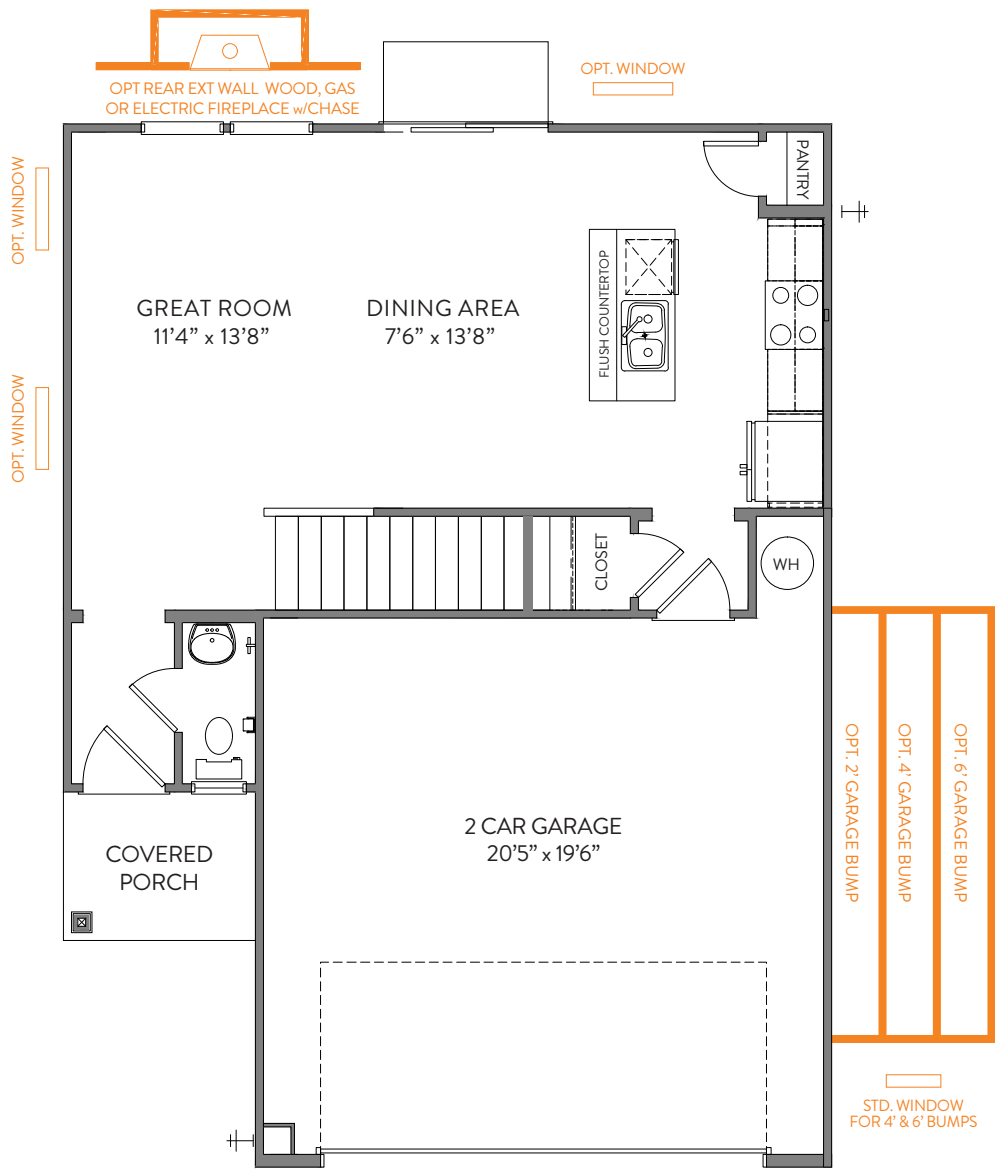 OPT REAR EXT WALL WOOD, GAS
OR ELECTRIC FIREPLACE w/CHASE
OPT. WINDOW
OPT. WINDOW
PANTRY
GREAT ROOM
11'4” x 13'8”
DINING AREA
7'6” x 13'8”
FLUSH COUNTERTOP
OPT. WINDOW
CLOSET
WH
OPT. 2' GARAGE BUMP
OPT. 4' GARAGE BUMP
OPT. 6' GARAGE BUMP
2 CAR GARAGE
20'5” x 19'6”
COVERED
PORCH
STD. WINDOW
FOR 4' & 6' BUMPS